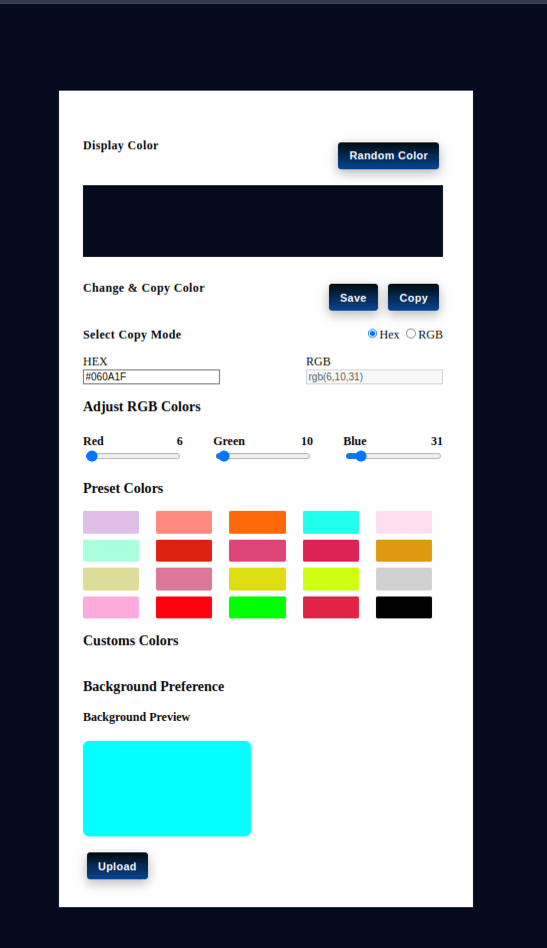 Display Color
Random Color
Change & Copy Color
Save Copy
Select Copy Mode
Hex RGB
HEX RGB
#060A1F rgb(6,10,31)
Adjust RGB Colors
Red 6 Green 10 Blue 31
Preset Colors
Customs Colors
Background Preference
Background Preview
Upload